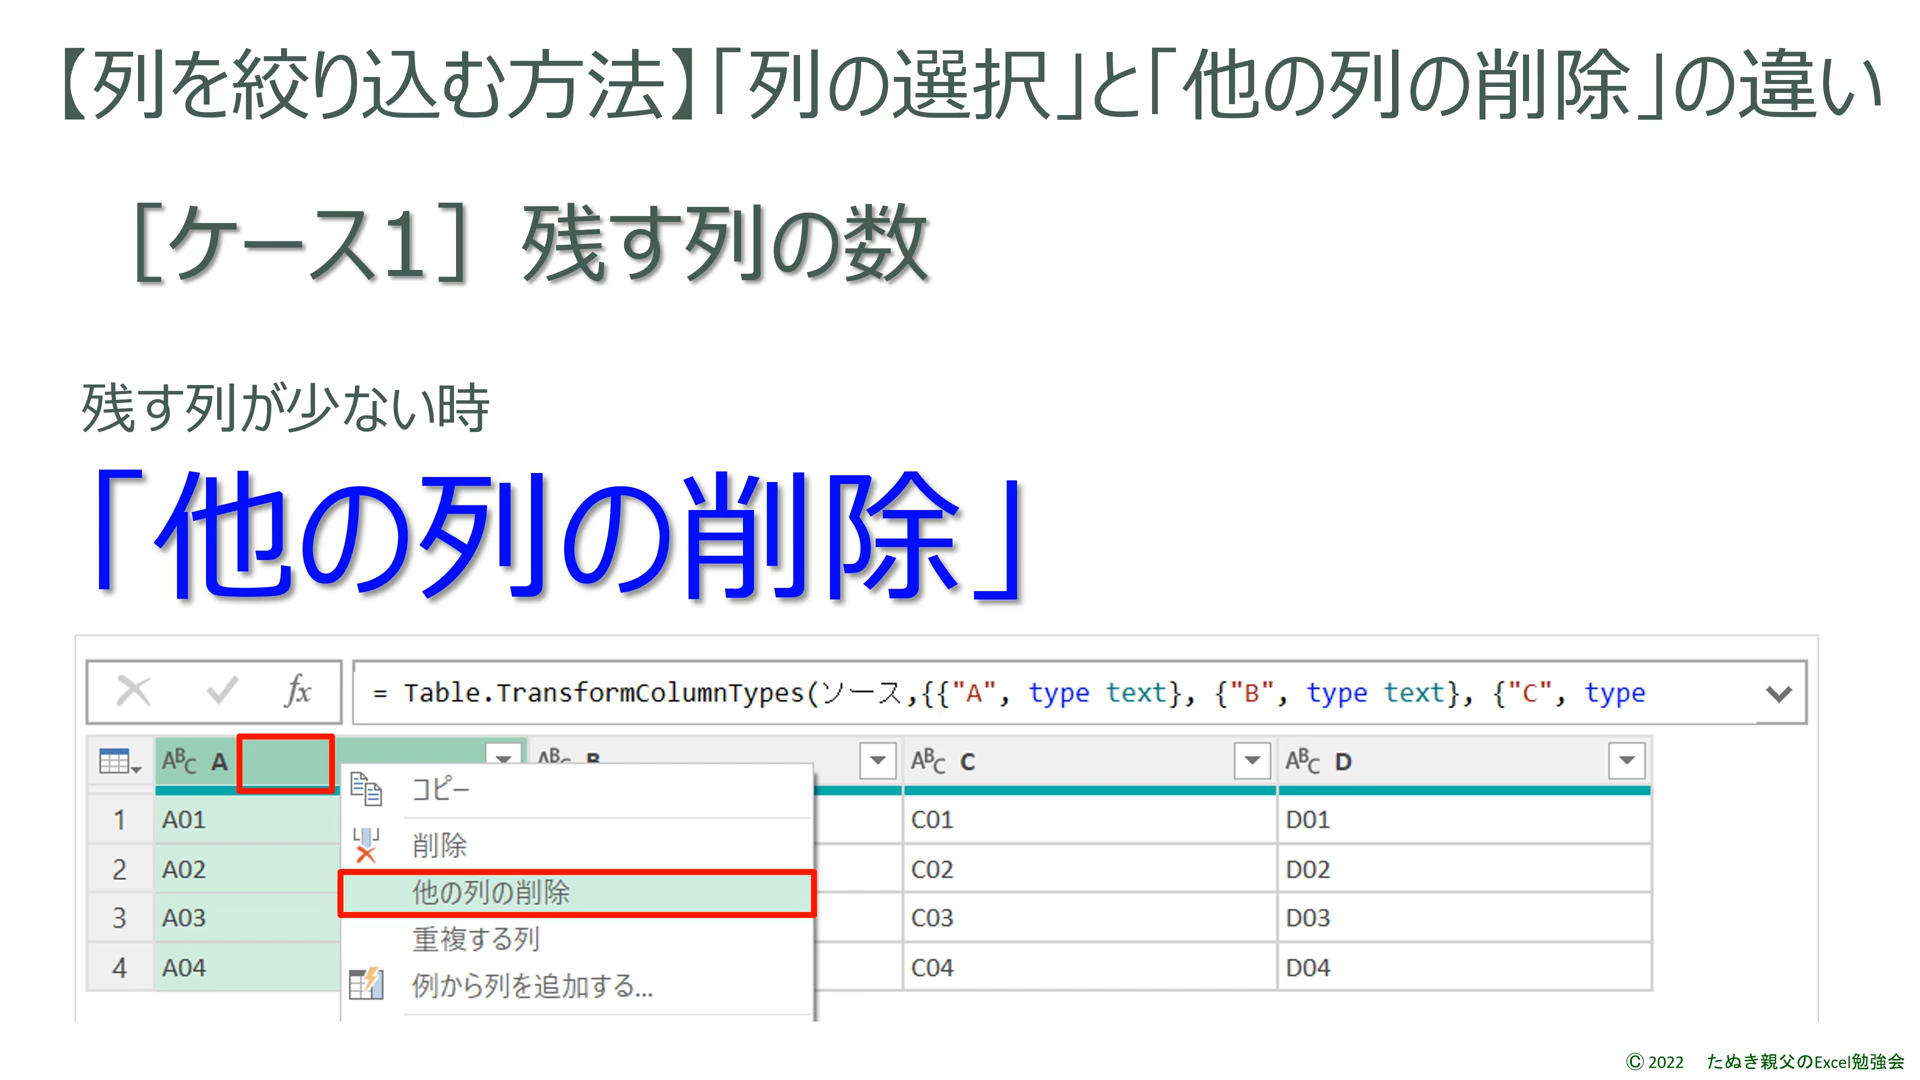 【列を絞り込む方法】「列の選択」と「他の列の削除」の違い
［ケース1］残す列の数
残す列が少ない時
「他の列の削除」
fx = Table.TransformColumnTypes(ソース,{{"A", type text}, {"B", type text}, {"C", type
ABC A ABC B ABC C ABC D
1 A01 C01 D01
2 A02 C02 D02
3 A03 C03 D03
4 A04 C04 D04
コピー
削除
他の列の削除
重複する列
例から列を追加する...
© 2022 たぬき親父のExcel勉強会